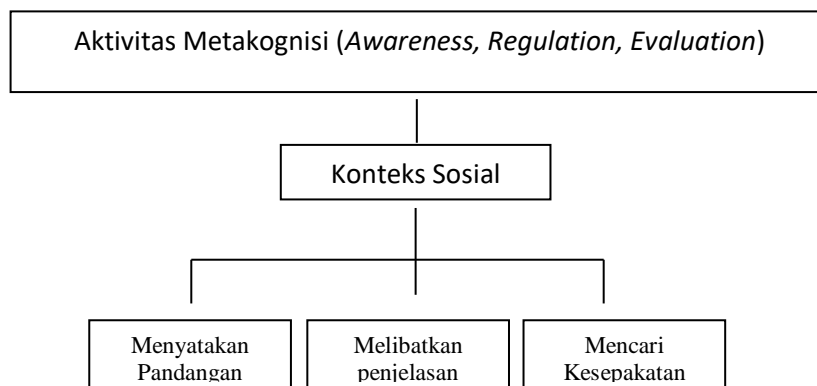 Aktivitas Metakognisi (Awareness, Regulation, Evaluation)
Konteks Sosial
Menyatakan
Pandangan
Melibatkan
penjelasan
Mencari
Kesepakatan